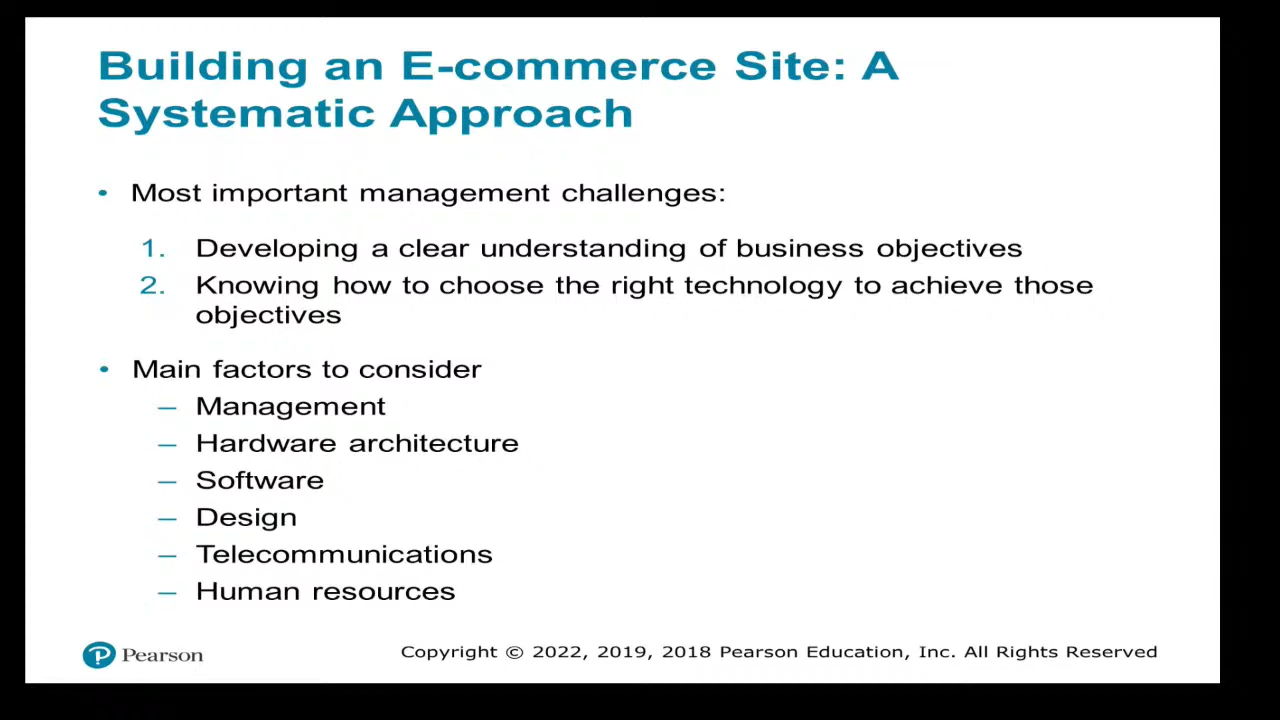 Building an E-commerce Site: A
Systematic Approach
• Most important management challenges:
1. Developing a clear understanding of business objectives
2. Knowing how to choose the right technology to achieve those
objectives
• Main factors to consider
– Management
– Hardware architecture
– Software
– Design
– Telecommunications
– Human resources
P Pearson
Copyright © 2022, 2019, 2018 Pearson Education, Inc. All Rights Reserved